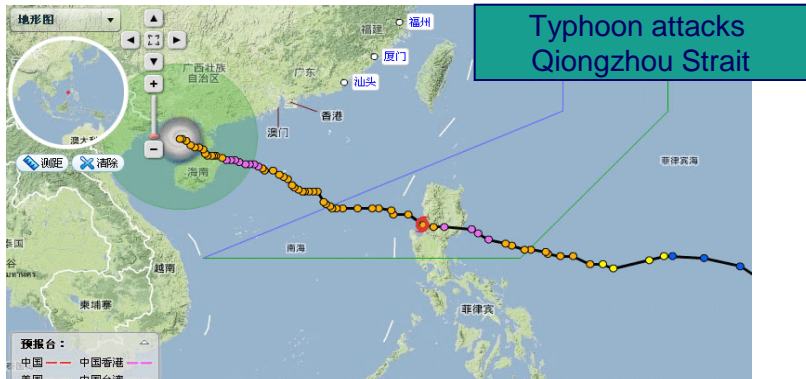 Typhoon attacks
Qiongzhou Strait
地形图
福建
福州
厦门
汕头
广东
广西壮族
自治区
香港
澳门
海南
测距
清除
菲律宾海
南海
越南
泰国
柬埔寨
菲律宾
预报台：
中国
中国香港